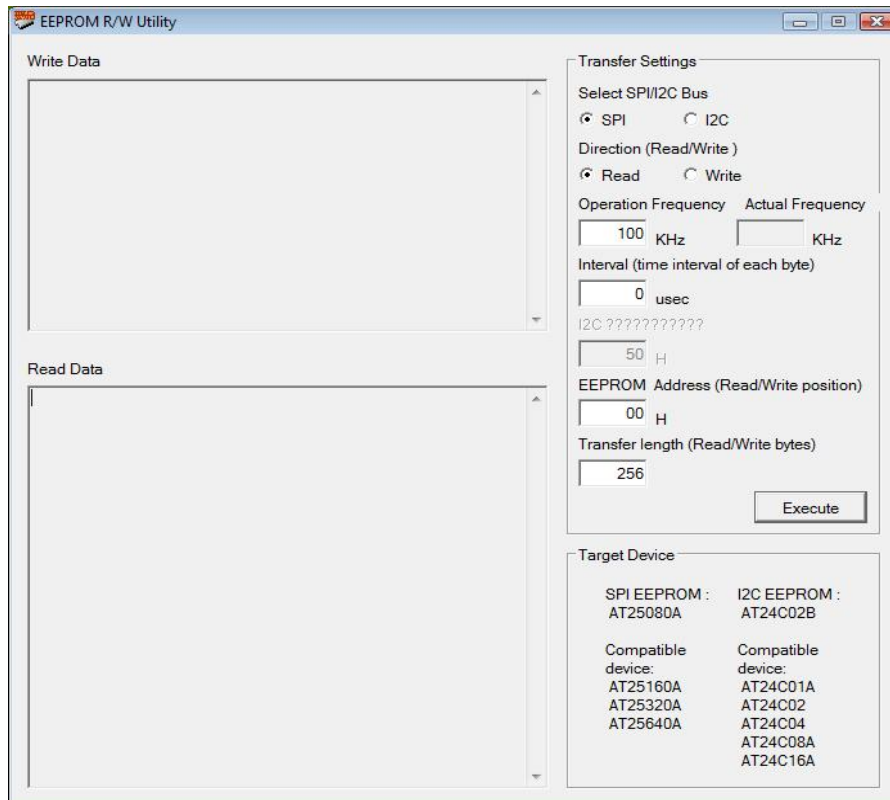 EEPROM R/W Utility
Write Data
Read Data
Transfer Settings
Select SPI/I2C Bus
SPI I2C
Direction (Read/Write )
Read Write
Operation Frequency Actual Frequency
100 KHz KHz
Interval (time interval of each byte)
0 usec
I2C ???????????
50 H
EEPROM Address (Read/Write position)
00 H
Transfer length (Read/Write bytes)
256
Execute
Target Device
SPI EEPROM : I2C EEPROM :
AT25080A AT24C02B
Compatible Compatible
device: device:
AT25160A AT24C01A
AT25320A AT24C02
AT25640A AT24C04
AT24C08A
AT24C16A